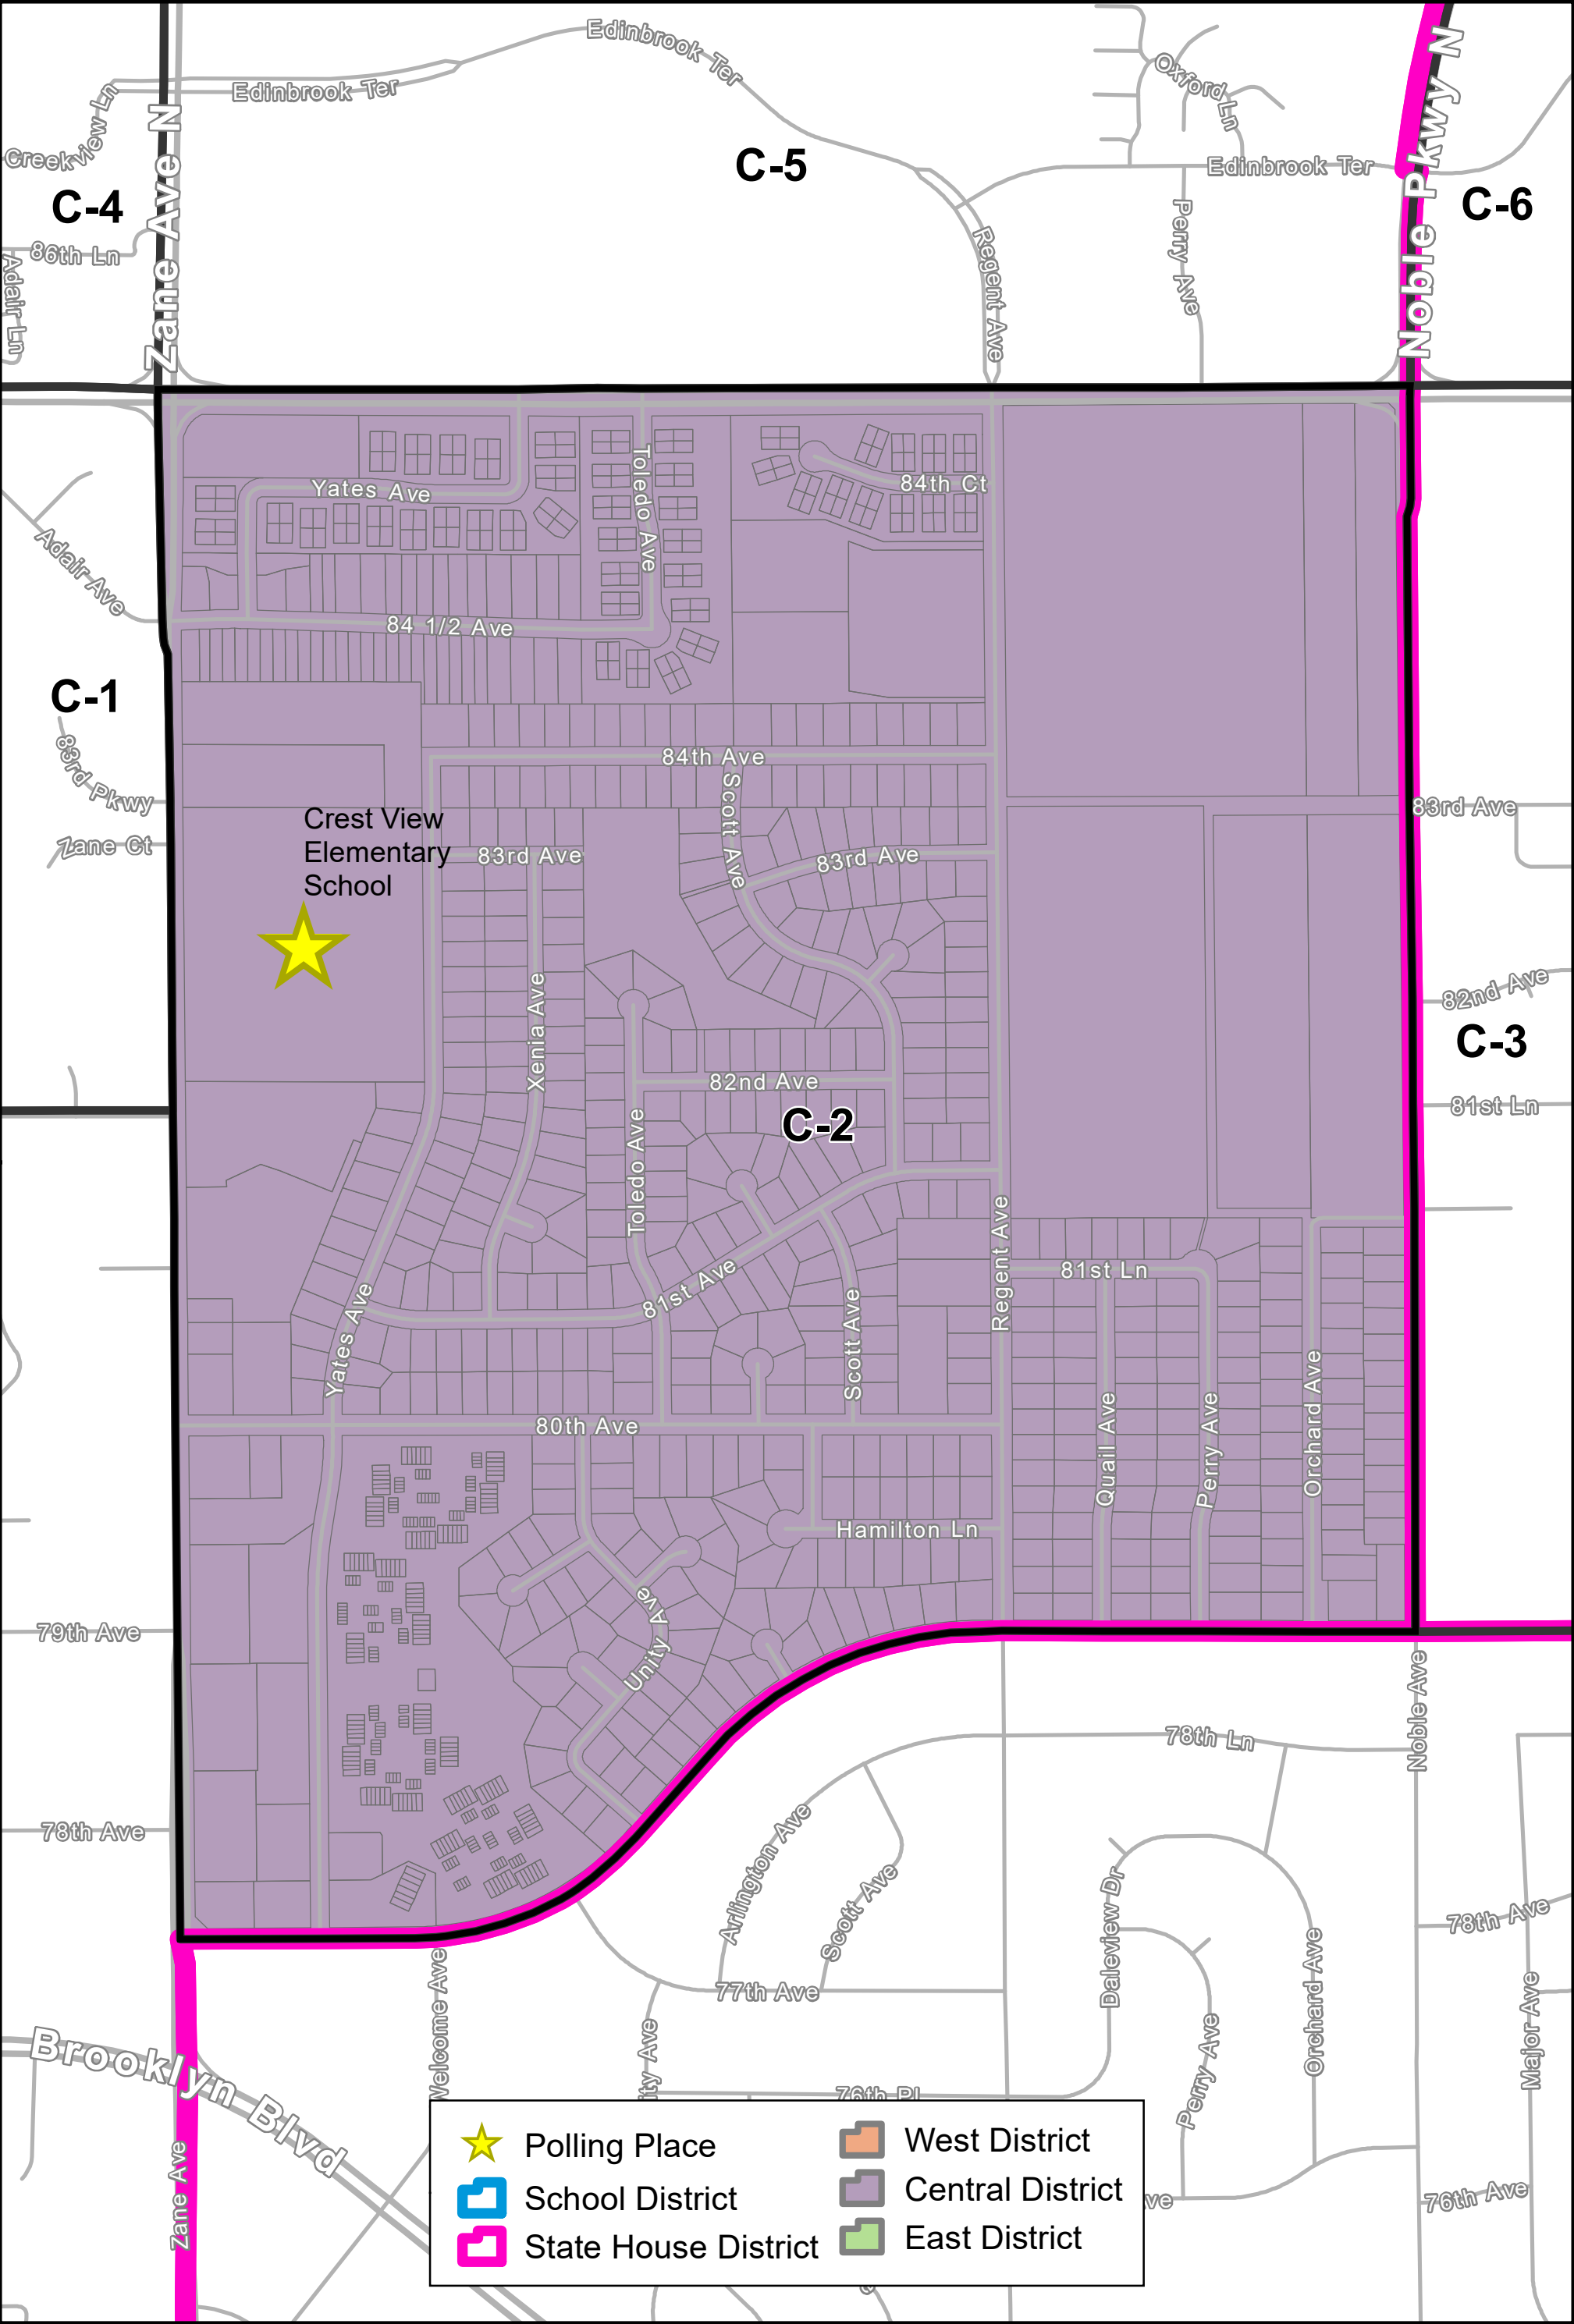 Edinbrook Ter
Edinbrook Ter
Oxford Ln
Noble Pkwy N
Creekview Ln
Zane Ave N
C-5
Edinbrook Ter
C-4
C-6
86th Ln
Adair Ln
Regent Ave
Perry Ave
Yates Ave
Toledo Ave
84th Ct
Adair Ave
84 1/2 Ave
C-1
83rd Pkwy
84th Ave
Scott Ave
83rd Ave
Zane Ct
Crest View
Elementary
School
83rd Ave
83rd Ave
82nd Ave
Xenia Ave
C-3
82nd Ave
C-2
81st Ln
Toledo Ave
Regent Ave
81st Ave
81st Ln
Yates Ave
Scott Ave
Quail Ave
Perry Ave
Orchard Ave
80th Ave
Hamilton Ln
79th Ave
Unity Ave
Noble Ave
78th Ln
78th Ave
Arlington Ave
Scott Ave
Daleview Dr
78th Ave
77th Ave
Welcome Ave
ity Ave
Orchard Ave
Major Ave
Perry Ave
Brooklyn Blvd
76th Pl
Zane Ave
76th Ave
ve
Polling Place
School District
State House District
West District
Central District
East District